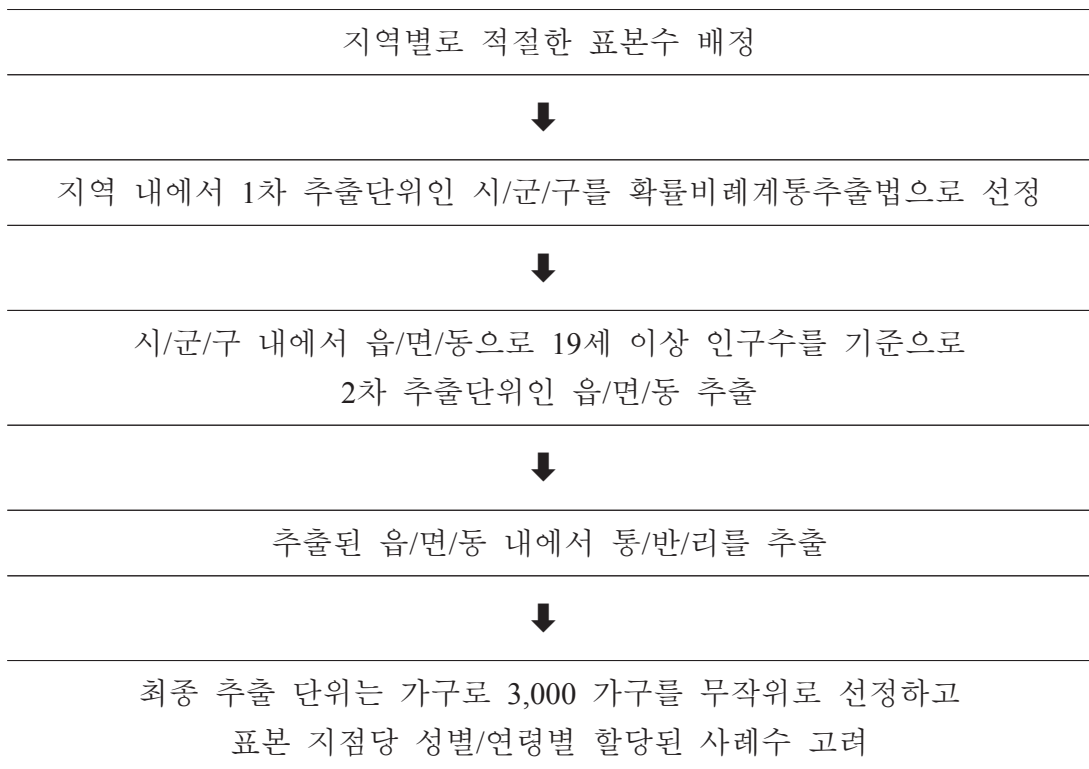 지역별로 적절한 표본수 배정
지역 내에서 1차 추출단위인 시/군/구를 확률비례계통추출법으로 선정
시/군/구 내에서 읍/면/동으로 19세 이상 인구수를 기준으로
2차 추출단위인 읍/면/동 추출
추출된 읍/면/동 내에서 통/반/리를 추출
최종 추출 단위는 가구로 3,000 가구를 무작위로 선정하고
표본 지점당 성별/연령별 할당된 사례수 고려